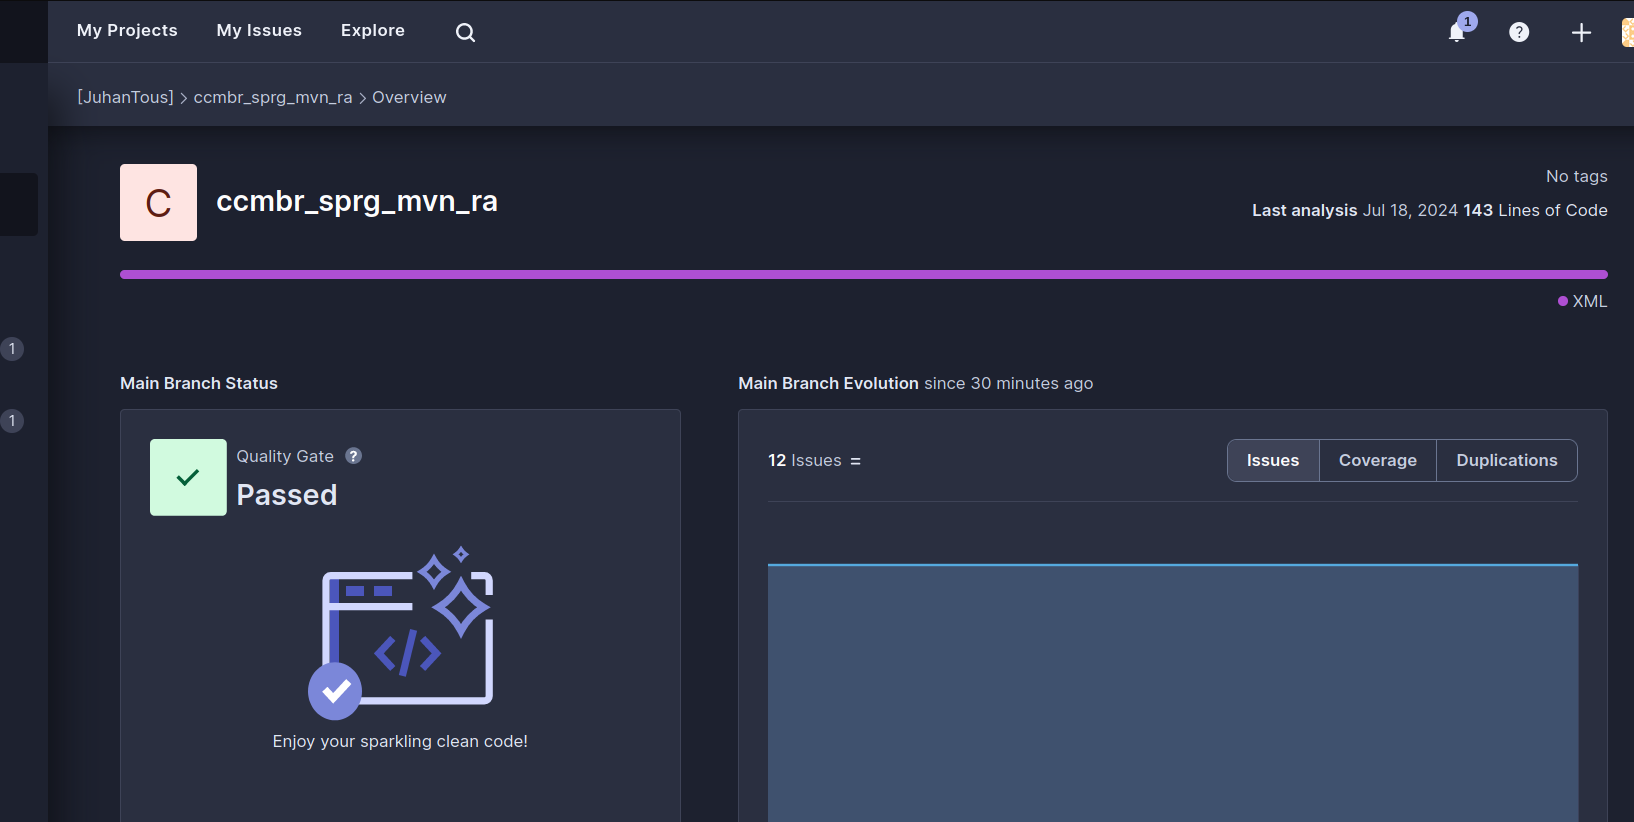 My Projects My Issues Explore 1 ?
[JuhanTous] > ccmbr_sprg_mvn_ra > Overview
C ccmbr_sprg_mvn_ra
No tags
Last analysis Jul 18, 2024 143 Lines of Code
XML
1
1
Main Branch Status
Quality Gate ?
Passed
</>
Enjoy your sparkling clean code!
Main Branch Evolution since 30 minutes ago
12 Issues =
Issues Coverage Duplications